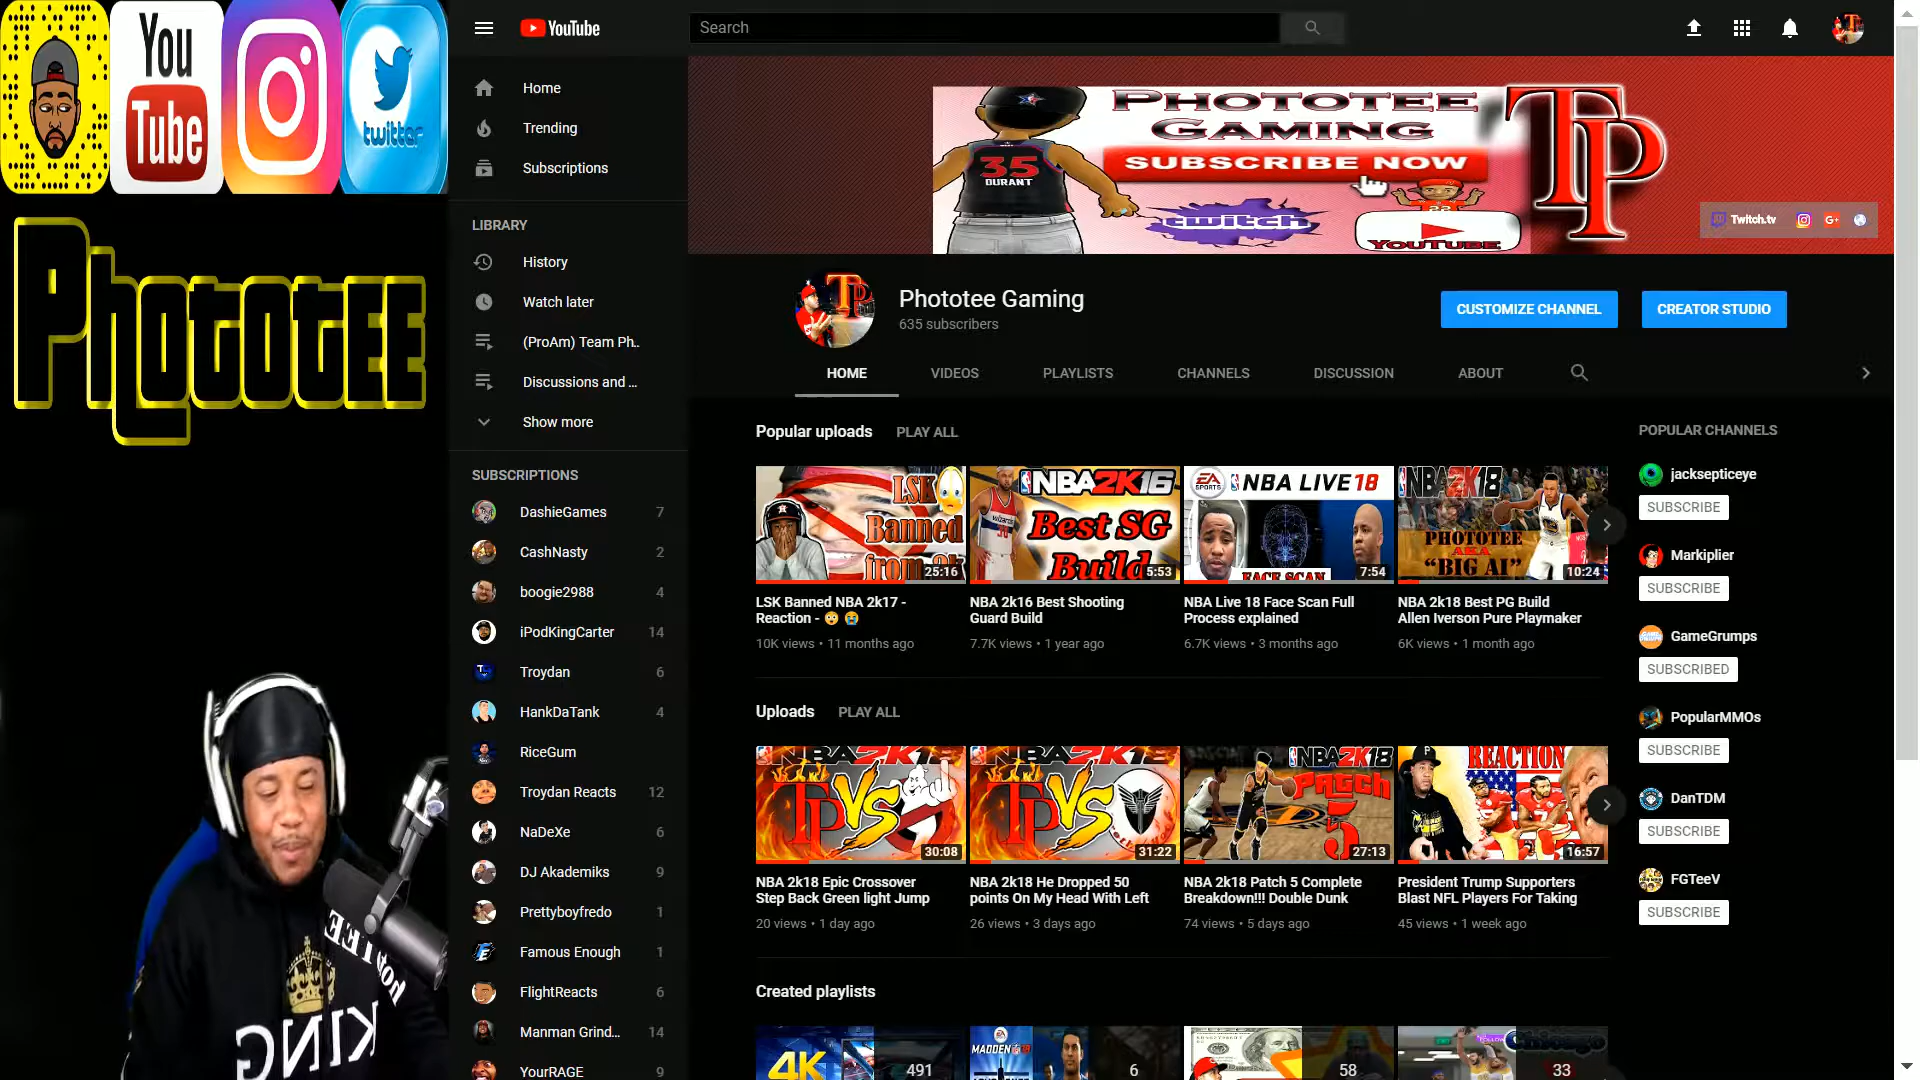 You
Tube
twitter
Phototee
KING
YouTube
Search
Home
Trending
Subscriptions
LIBRARY
History
Watch later
(ProAm) Team Ph..
Discussions and ...
Show more
SUBSCRIPTIONS
DashieGames 7
CashNasty 2
boogie2988 4
iPodKingCarter 14
Troydan 6
HankDaTank 4
RiceGum
Troydan Reacts 12
NaDeXe 6
DJ Akademiks 9
Prettyboyfredo 1
Famous Enough 1
FlightReacts 6
Manman Grind... 14
YourRAGE 9
PHOTOTEE
GAMING
SUBSCRIBE NOW
35
DURANT
twitch
22
YOUTUBE
TP
Twitch.tv
G+
Phototee Gaming
635 subscribers
CUSTOMIZE CHANNEL
CREATOR STUDIO
HOME
VIDEOS
PLAYLISTS
CHANNELS
DISCUSSION
ABOUT
Popular uploads PLAY ALL
LSK
Banned
from 2k
25:16
LSK Banned NBA 2k17 -
Reaction - 😳 😭
10K views • 11 months ago
NBA2K16
Best SG
Build
5:53
NBA 2k16 Best Shooting
Guard Build
7.7K views • 1 year ago
EA
SPORTS
NBA LIVE 18
FACE SCAN
7:54
NBA Live 18 Face Scan Full
Process explained
6.7K views • 3 months ago
NBA2K18
PHOTOTEE
AKA
"BIG AI"
10:24
NBA 2k18 Best PG Build
Allen Iverson Pure Playmaker
6K views • 1 month ago
Uploads PLAY ALL
NBA2K18
TP VS
30:08
NBA 2k18 Epic Crossover
Step Back Green light Jump
20 views • 1 day ago
NBA2K18
TP VS
31:22
NBA 2k18 He Dropped 50
points On My Head With Left
26 views • 3 days ago
NBA2K18
Patch
5
27:13
NBA 2k18 Patch 5 Complete
Breakdown!!! Double Dunk
74 views • 5 days ago
REACTION
16:57
President Trump Supporters
Blast NFL Players For Taking
45 views • 1 week ago
Created playlists
4K
491
MADDEN 18
6
58
Chicago
33
POPULAR CHANNELS
jacksepticeye
SUBSCRIBE
Markiplier
SUBSCRIBE
GameGrumps
SUBSCRIBED
PopularMMOs
SUBSCRIBE
DanTDM
SUBSCRIBE
FGTeeV
SUBSCRIBE